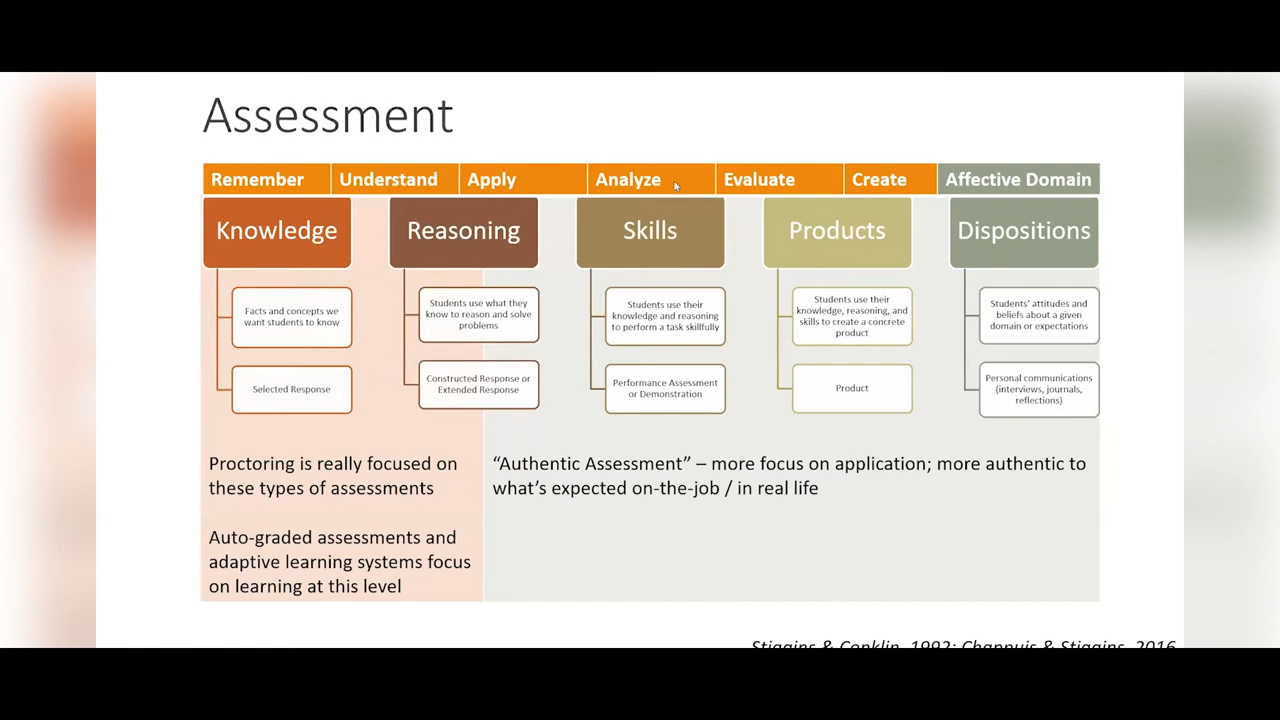 Assessment
Remember Understand Apply Analyze Evaluate Create Affective Domain
Knowledge
Facts and concepts we
want students to know
Selected Response
Reasoning
Students use what they
know to reason and solve
problems
Constructed Response or
Extended Response
Skills
Students use their
knowledge and reasoning
to perform a task skillfully
Performance Assessment
or Demonstration
Products
Students use their
knowledge, reasoning, and
skills to create a concrete
product
Product
Dispositions
Students' attitudes and
beliefs about a given
domain or expectations
Personal communications
(interviews, journals,
reflections)
Proctoring is really focused on
these types of assessments
Auto-graded assessments and
adaptive learning systems focus
on learning at this level
“Authentic Assessment” – more focus on application; more authentic to
what's expected on-the-job / in real life
Stiggins & Conklin, 1992; Chappuis & Stiggins, 2016